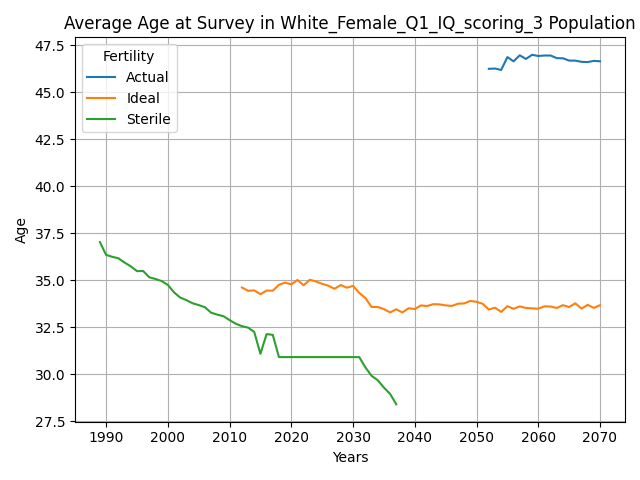 Average Age at Survey in White_Female_Q1_IQ_scoring_3 Population
Fertility
Actual
Ideal
Sterile
47.5
45.0
42.5
40.0
37.5
35.0
32.5
30.0
27.5
Age
1990 2000 2010 2020 2030 2040 2050 2060 2070
Years